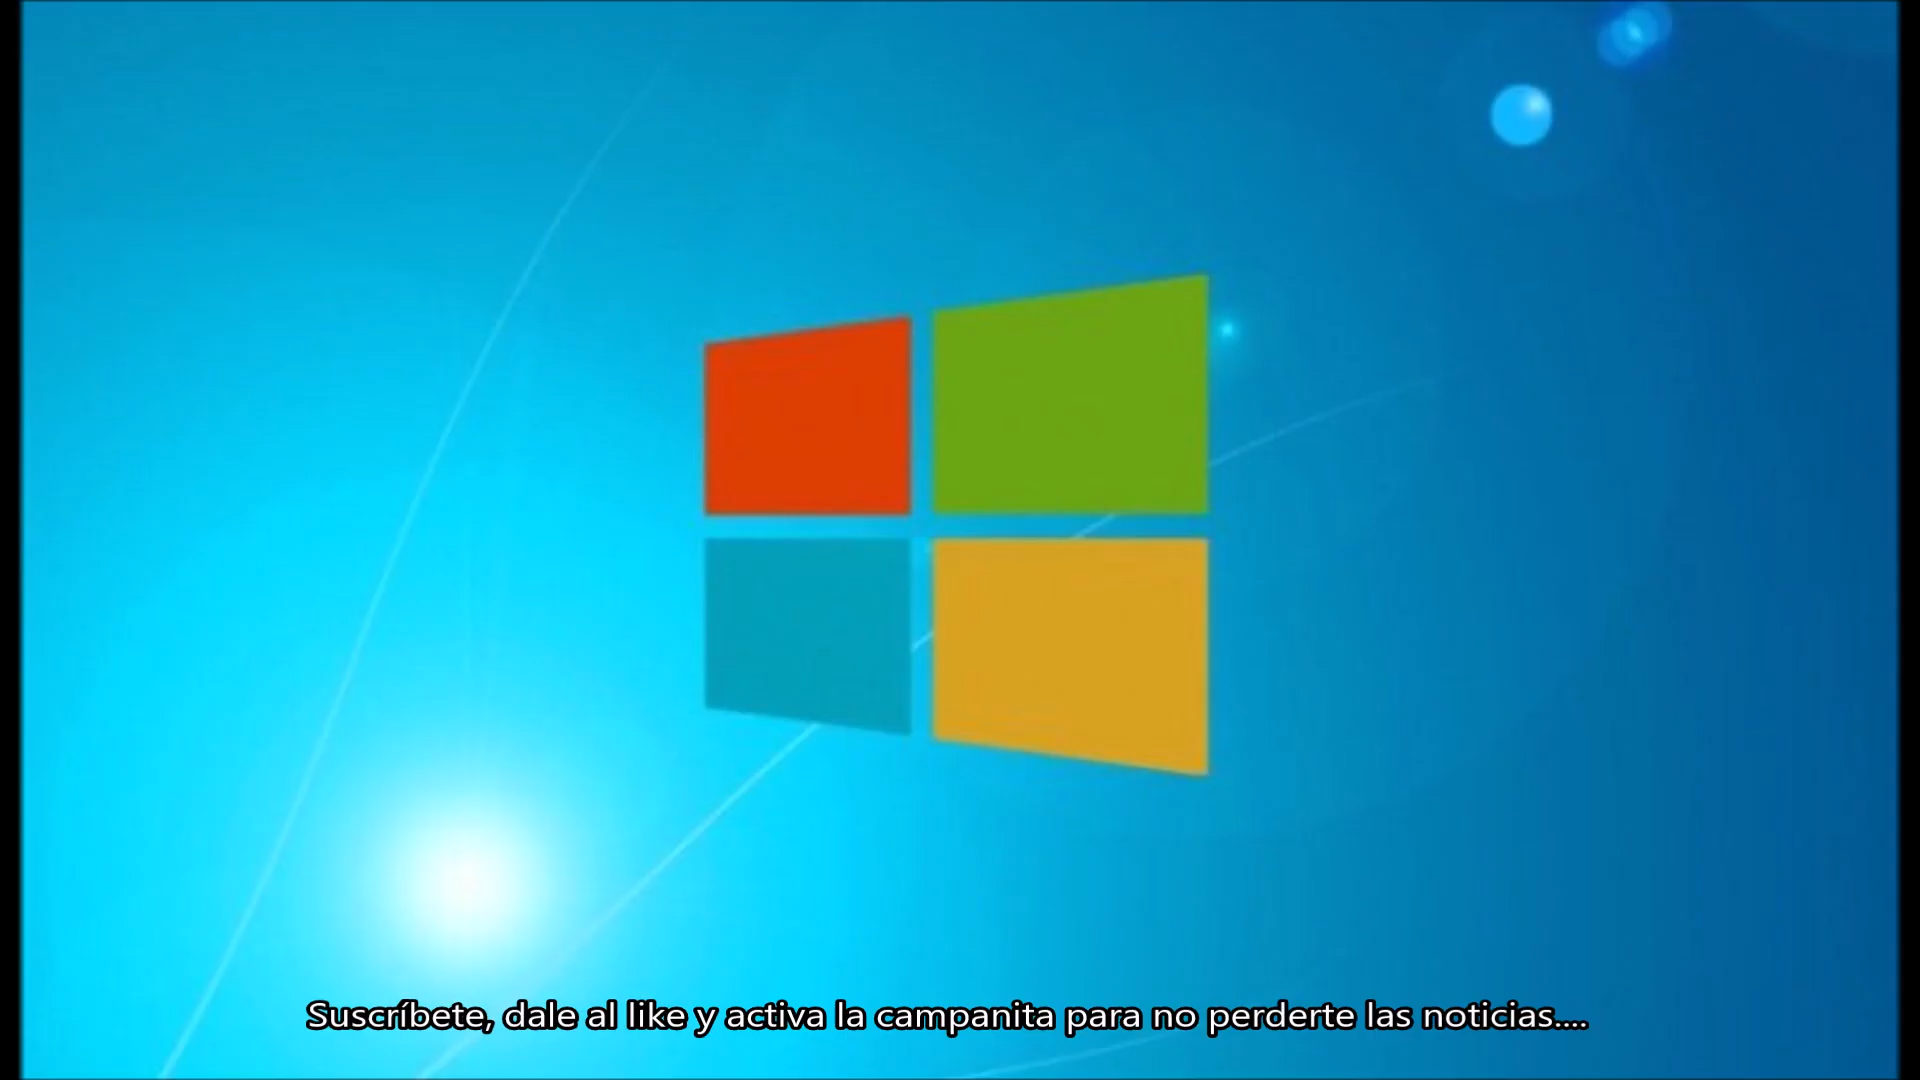 Suscríbete, dale al like y activa la campanita para no perderte las noticias....